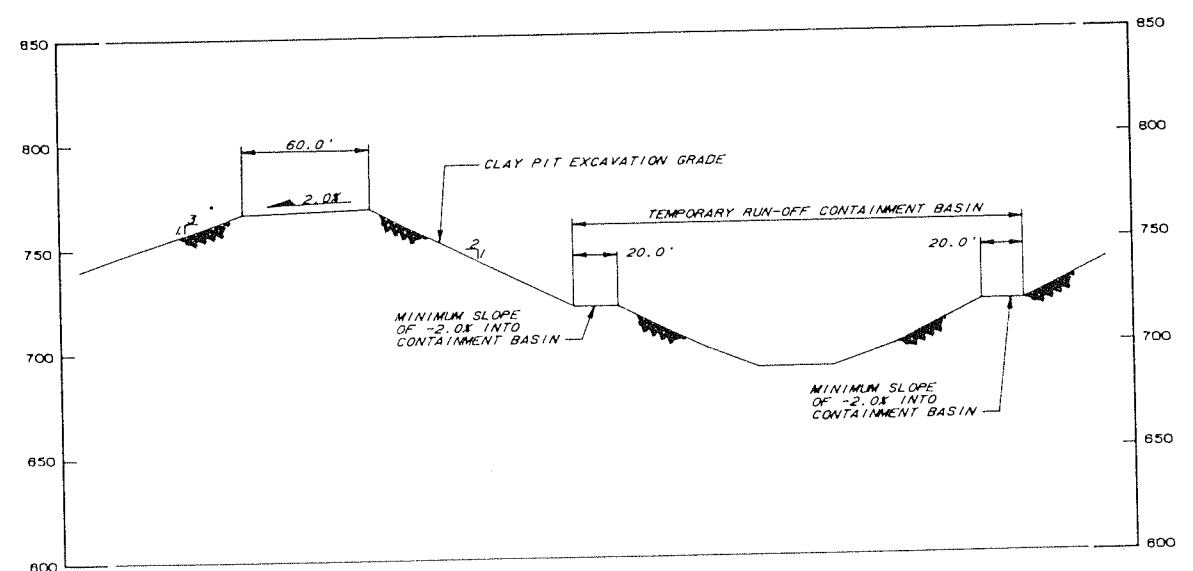 850
850
800
800
750
750
700
700
650
650
600
600
60.0'
2.0%
3
1
CLAY PIT EXCAVATION GRADE
2
1
TEMPORARY RUN-OFF CONTAINMENT BASIN
20.0'
20.0'
MINIMUM SLOPE
OF -2.0% INTO
CONTAINMENT BASIN
MINIMUM SLOPE
OF -2.0% INTO
CONTAINMENT BASIN